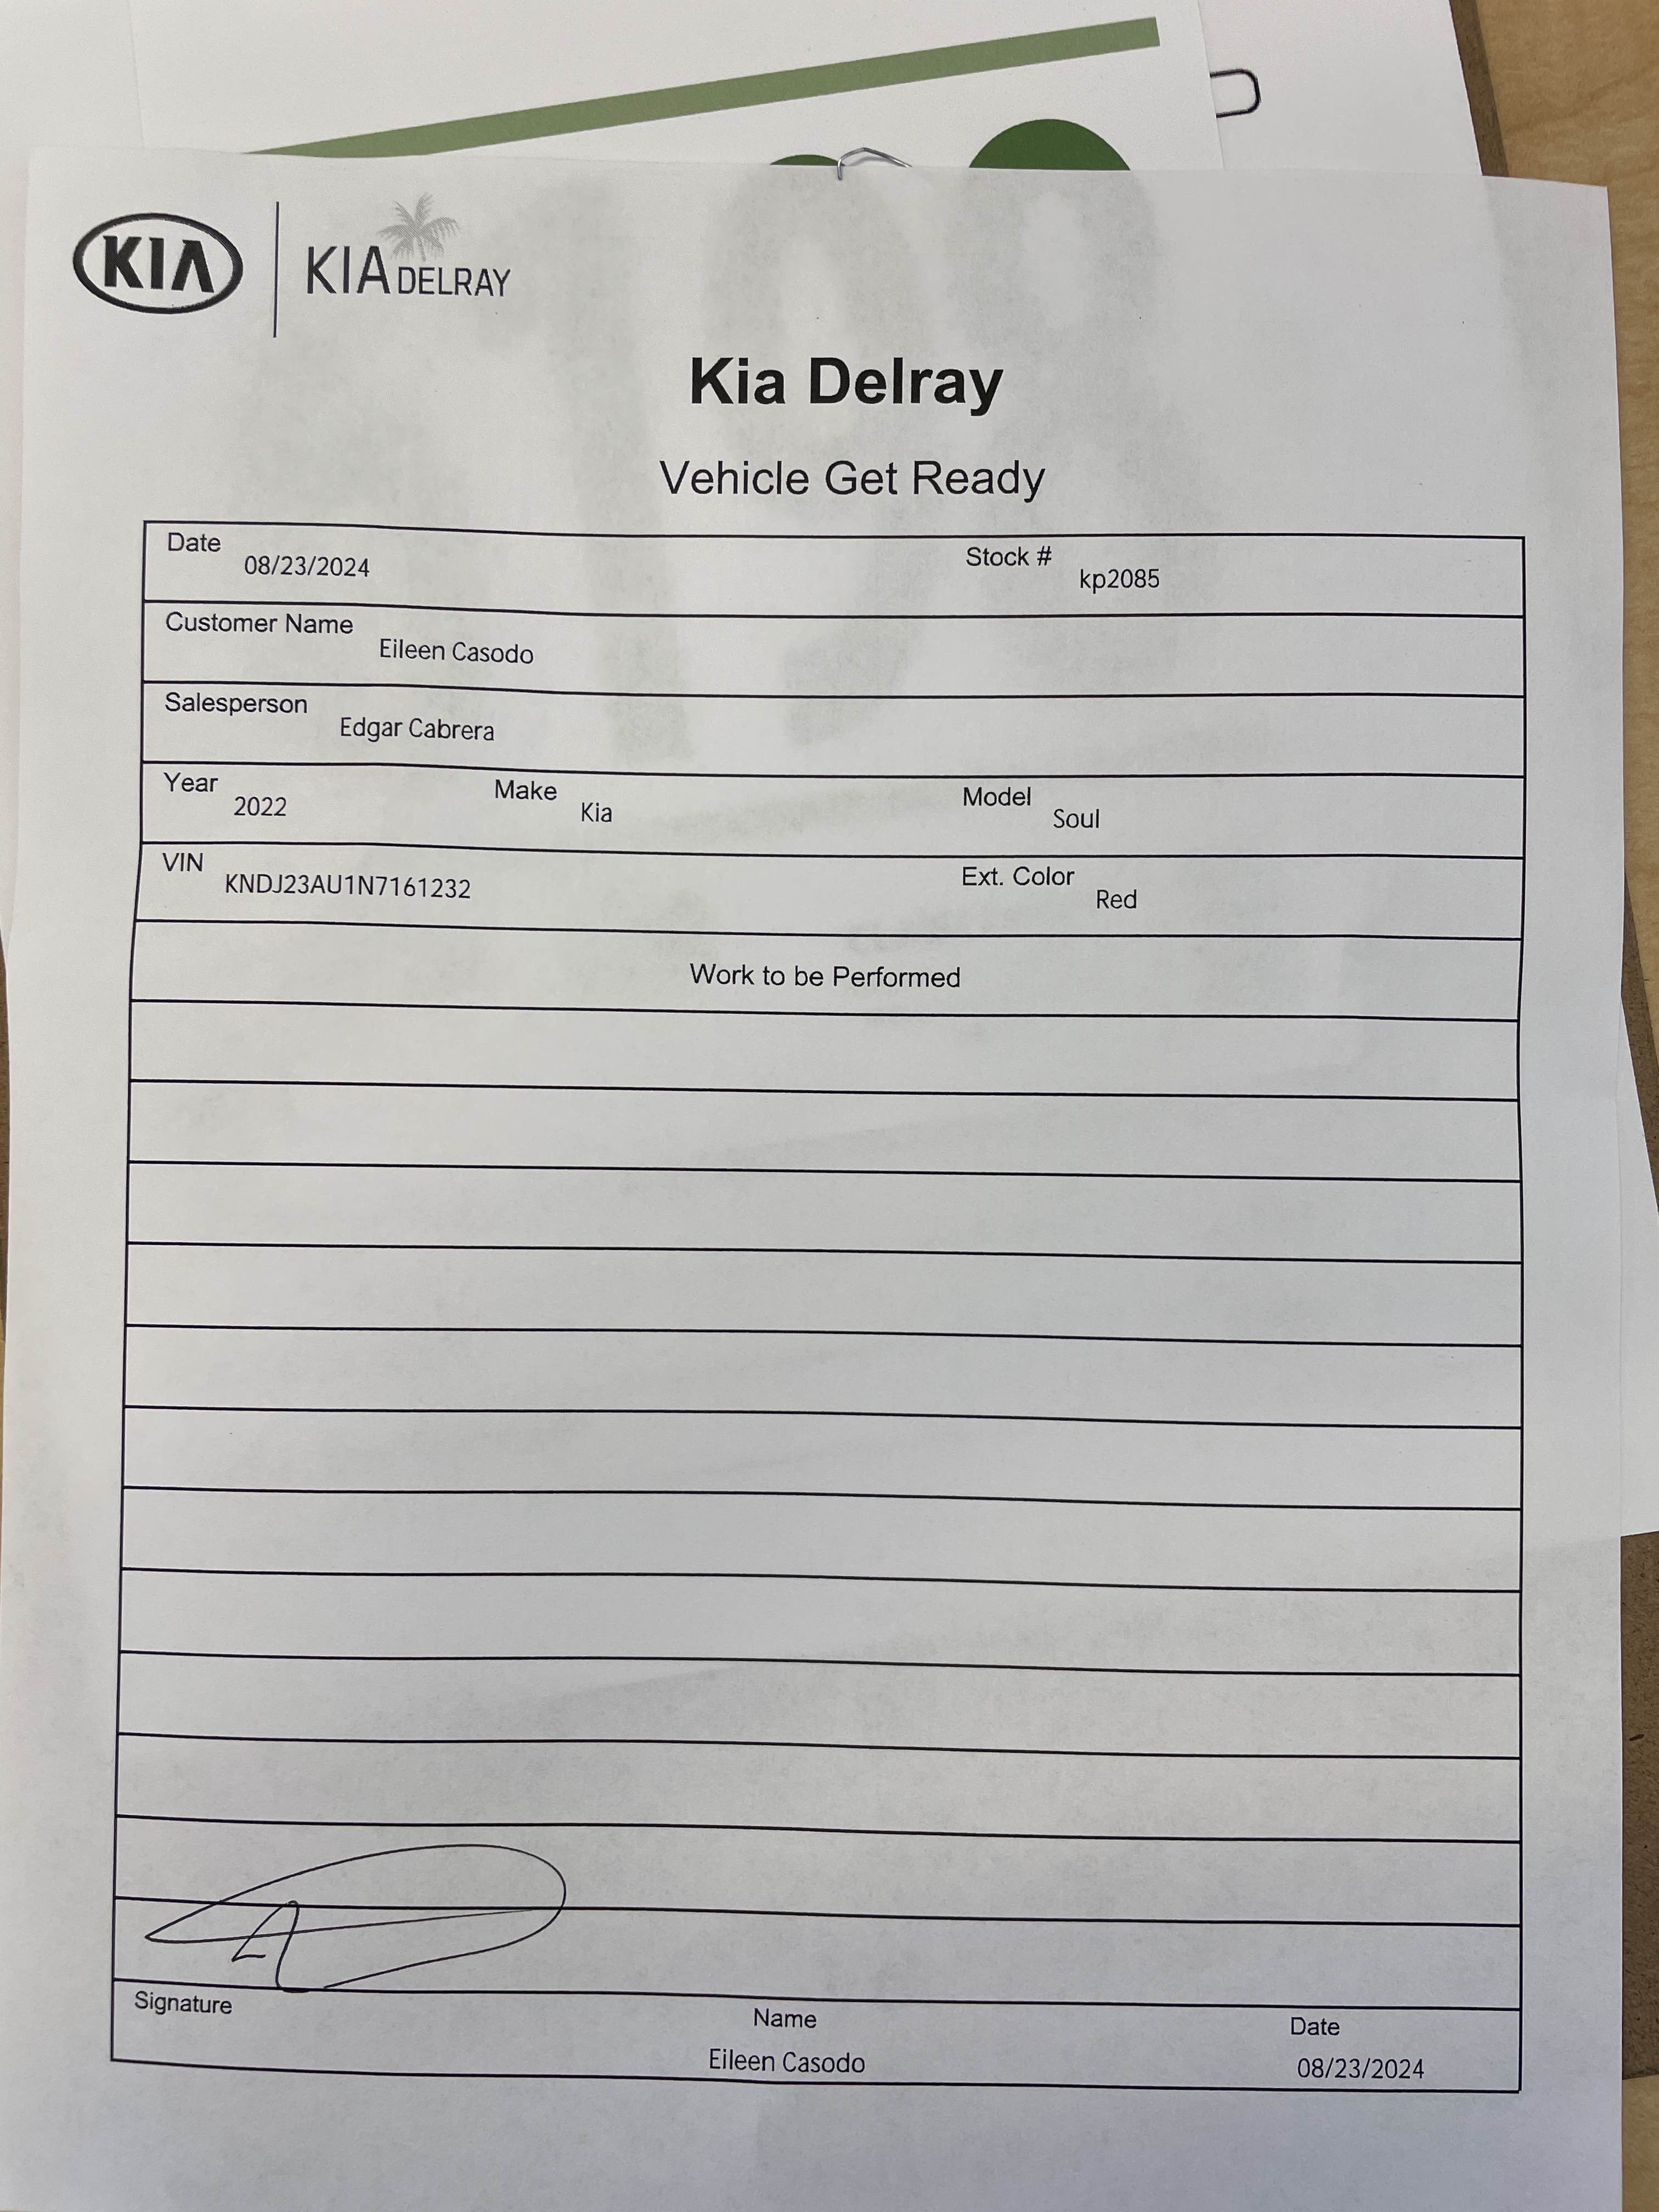 KIA KIA DELRAY
Kia Delray
Vehicle Get Ready
Date 08/23/2024 Stock # kp2085
Customer Name Eileen Casodo
Salesperson Edgar Cabrera
Year 2022 Make Kia Model Soul
VIN KNDJ23AU1N7161232 Ext. Color Red
Work to be Performed
Signature Name Date
Eileen Casodo 08/23/2024